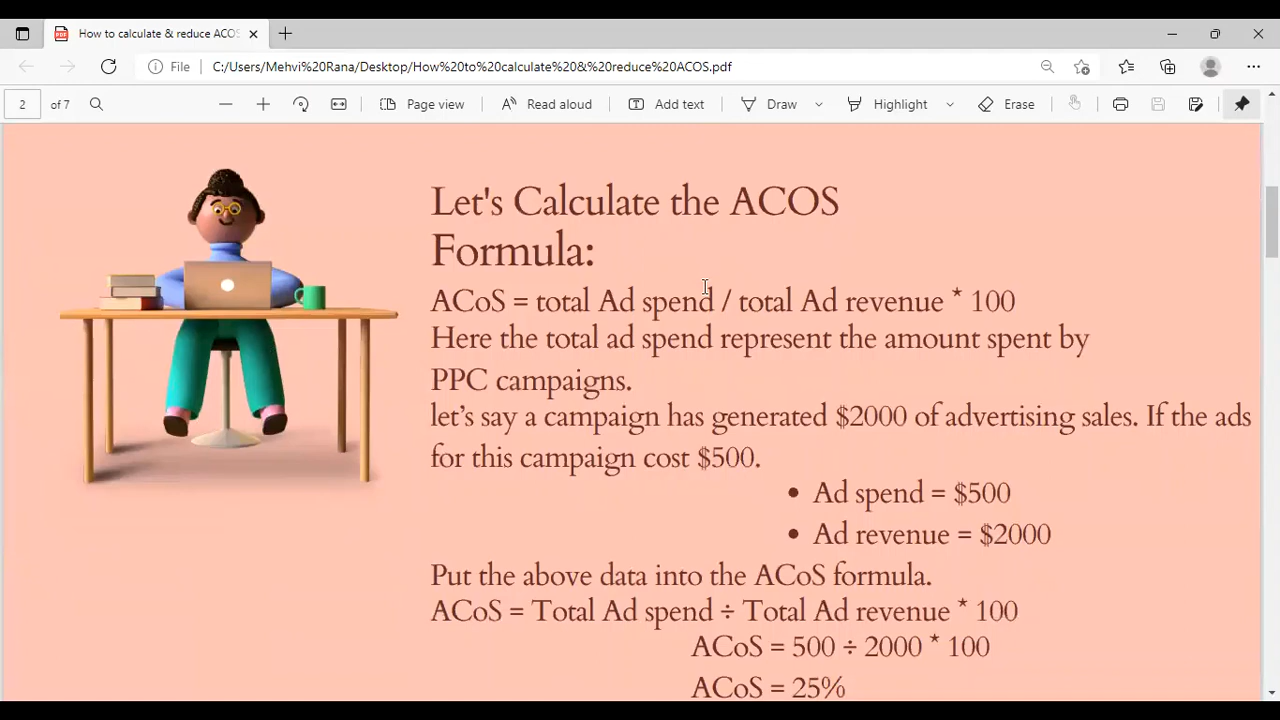 How to calculate & reduce ACOS
File
C:/Users/Mehvi%20Rana/Desktop/How%20to%20calculate%20&%20reduce%20ACOS.pdf
2 of 7
Page view
Read aloud
Add text
Draw
Highlight
Erase
Let's Calculate the ACOS
Formula:
ACoS = total Ad spend / total Ad revenue * 100
Here the total ad spend represent the amount spent by
PPC campaigns.
let’s say a campaign has generated $2000 of advertising sales. If the ads
for this campaign cost $500.
• Ad spend = $500
• Ad revenue = $2000
Put the above data into the ACoS formula.
ACoS = Total Ad spend ÷ Total Ad revenue * 100
ACoS = 500 ÷ 2000 * 100
ACoS = 25%